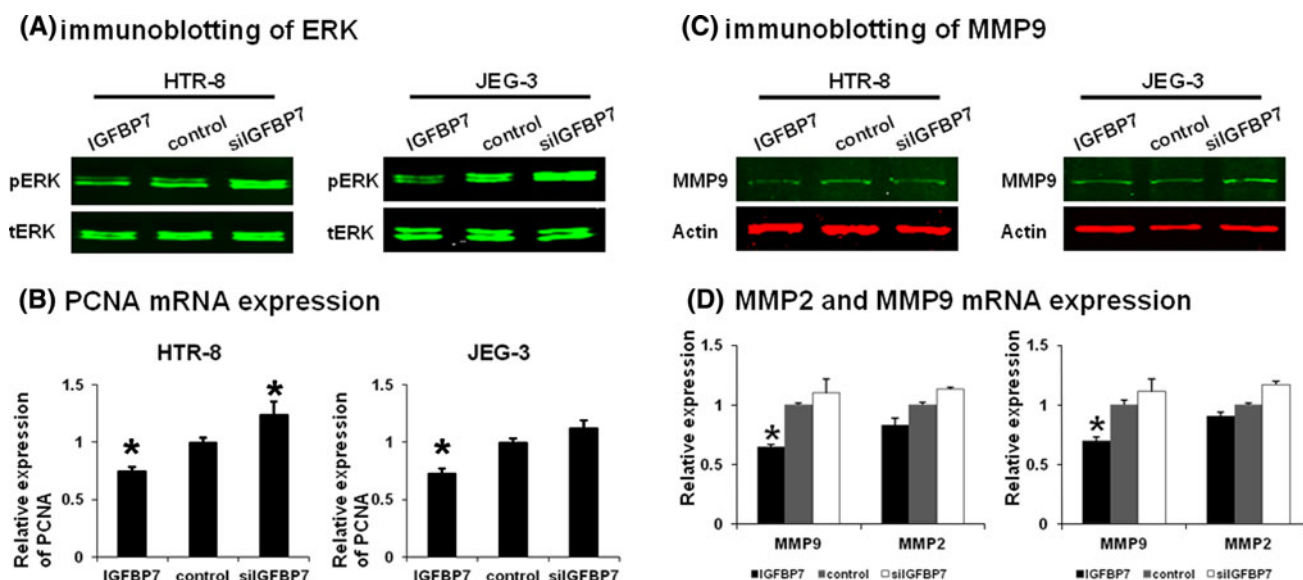 (A) immunoblotting of ERK
HTR-8
JEG-3
IGFBP7 control siIGFBP7
IGFBP7 control siIGFBP7
pERK
pERK
tERK
tERK
(B) PCNA mRNA expression
HTR-8
JEG-3
Relative expression
of PCNA
1.5
1
0.5
0
*
*
IGFBP7 control siIGFBP7
Relative expression
of PCNA
1.5
1
0.5
0
*
IGFBP7 control siIGFBP7
(C) immunoblotting of MMP9
HTR-8
JEG-3
IGFBP7 control siIGFBP7
IGFBP7 control siIGFBP7
MMP9
MMP9
Actin
Actin
(D) MMP2 and MMP9 mRNA expression
Relative expression
1.5
1
0.5
0
*
MMP9 MMP2
IGFBP7 control siIGFBP7
Relative expression
1.5
1
0.5
0
*
MMP9 MMP2
IGFBP7 control siIGFBP7